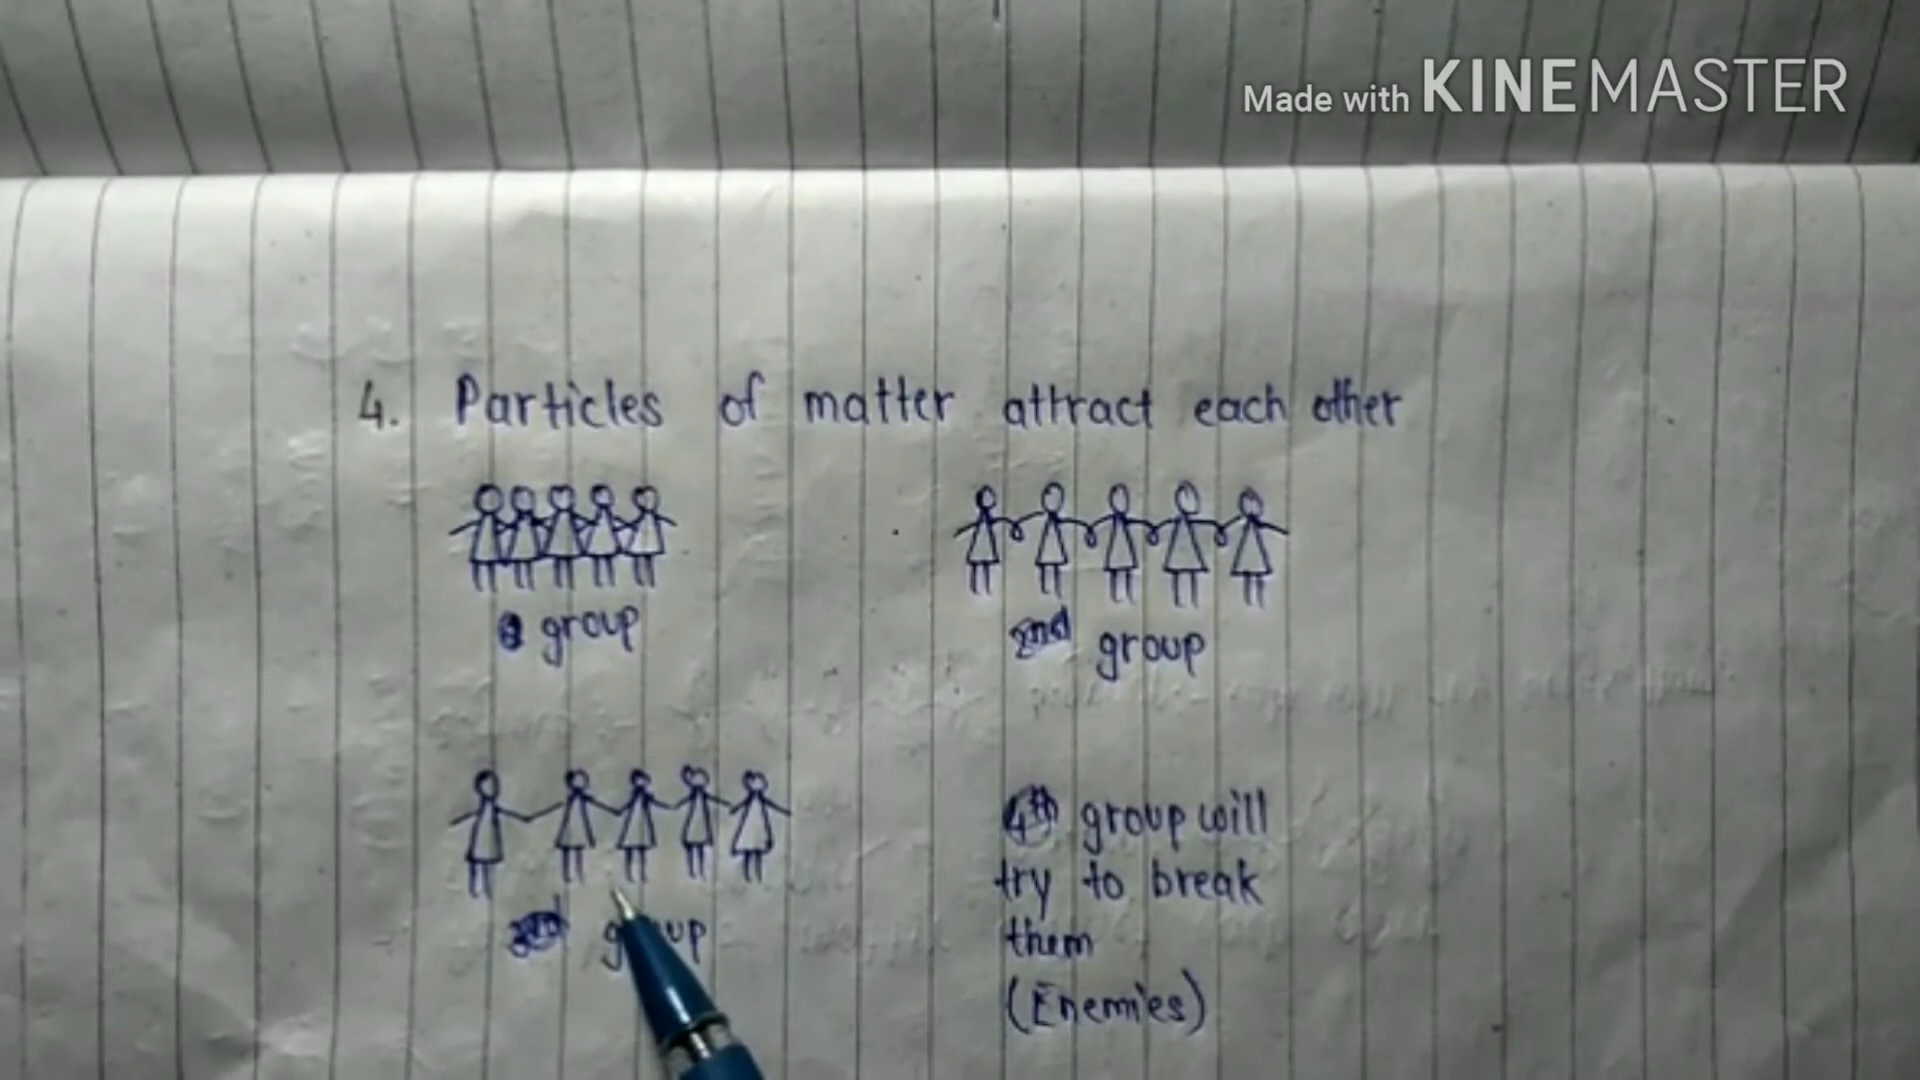 Made with KINEMASTER
4. Particles of matter attract each other
group
2nd group
group
4th group will
try to break
them
(Enemies)